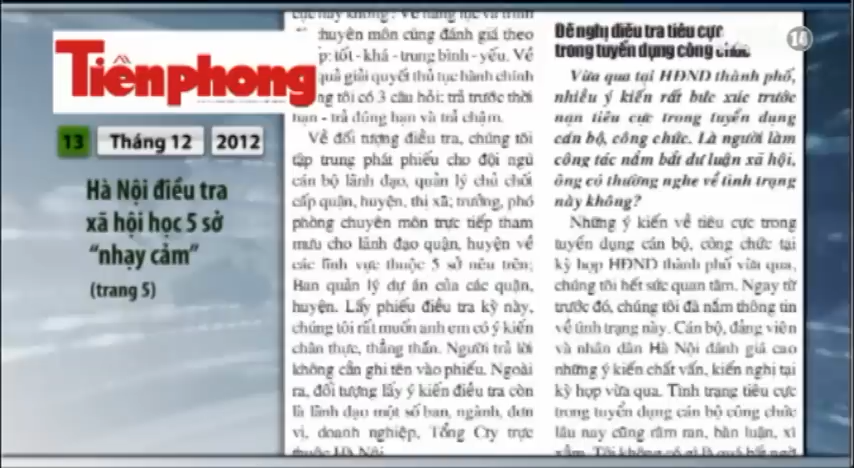 Tiền phong
13 Tháng 12 2012
Hà Nội điều tra
xã hội học 5 sở
“nhạy cảm”
(trang 5)
chuyên môn cũng đánh giá theo
: tốt - khá - trung bình - yếu. Về
quả giải quyết thủ tục hành chính
tôi có 3 câu hỏi: trả trước thời
hạn - trả đúng hạn và trả chậm.
Về đối tượng điều tra, chúng tôi
tập trung phát phiếu cho đội ngũ
cán bộ lãnh đạo, quản lý chủ chốt
cấp quận, huyện, thị xã; trưởng, phó
phòng chuyên môn trực tiếp tham
mưu cho lãnh đạo quận, huyện về
các lĩnh vực thuộc 5 sở nêu trên;
Ban quản lý dự án của các quận,
huyện. Lấy phiếu điều tra kỳ này,
chúng tôi rất muốn anh em có ý kiến
chân thực, thẳng thắn. Người trả lời
không cần ghi tên vào phiếu. Ngoài
ra, đối tượng lấy ý kiến điều tra còn
là lãnh đạo một số ban, ngành, đơn
vị, doanh nghiệp, Tổng Cty trực
thuộc Hà Nội
Đề nghị điều tra tiêu cực
trong tuyển dụng công chức
14
Vừa qua tại HĐND thành phố,
nhiều ý kiến rất bức xúc trước
nạn tiêu cực trong tuyển dụng
cán bộ, công chức. Là người làm
công tác nắm bắt dư luận xã hội,
ông có thường nghe về tình trạng
này không?
Những ý kiến về tiêu cực trong
tuyển dụng cán bộ, công chức tại
kỳ họp HĐND thành phố vừa qua,
chúng tôi hết sức quan tâm. Ngay từ
trước đó, chúng tôi đã nắm thông tin
về tình trạng này. Cán bộ, đảng viên
và nhân dân Hà Nội đánh giá cao
những ý kiến chất vấn, kiến nghị tại
kỳ họp vừa qua. Tình trạng tiêu cực
trong tuyển dụng cán bộ công chức
lâu nay cũng râm ran, bàn luận, xì
xầm. Tôi không có gì là quá bất ngờ